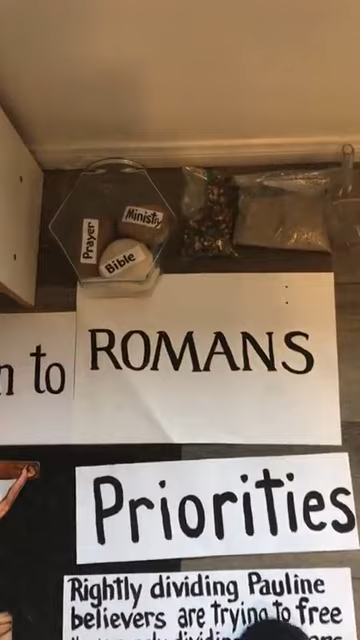 Ministry
Prayer
Bible
n to ROMANS
Priorities
Rightly dividing Pauline
believers are trying to free